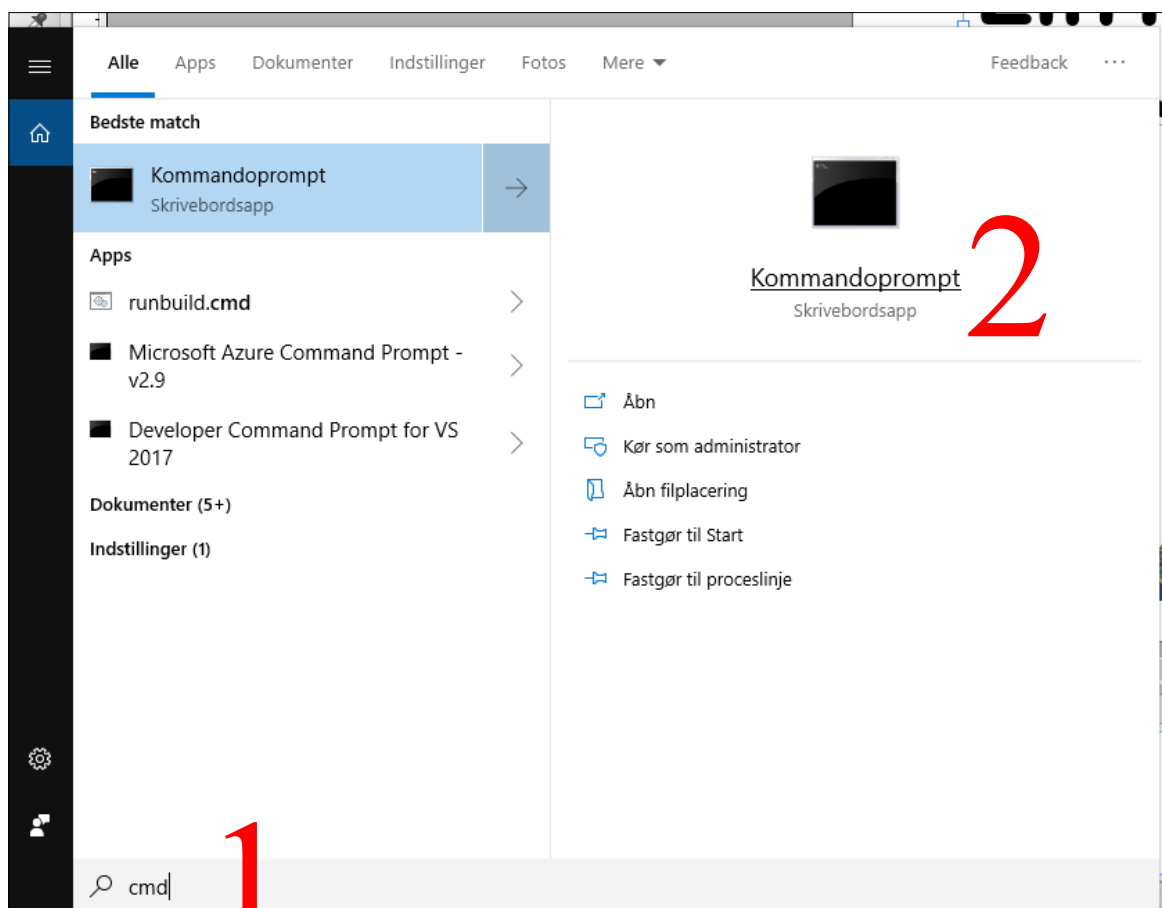 Alle Apps Dokumenter Indstillinger Fotos Mere Feedback ...
Bedste match
Kommandoprompt
Skrivebordsapp
Apps
runbuild.cmd
Microsoft Azure Command Prompt -
v2.9
Developer Command Prompt for VS
2017
Dokumenter (5+)
Indstillinger (1)
Kommandoprompt
Skrivebordsapp
2
Åbn
Kør som administrator
Åbn filplacering
Fastgør til Start
Fastgør til proceslinje
cmd
1